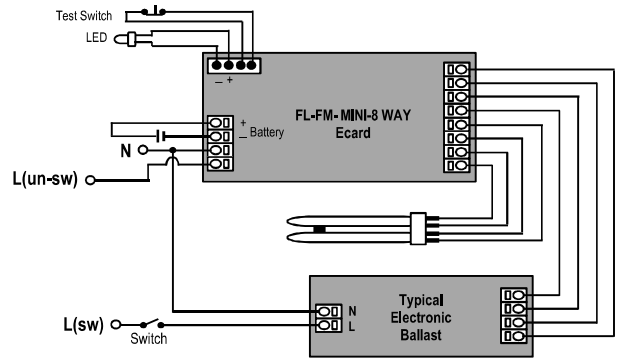 Test Switch
LED
– +
FL-FM- MINI-8 WAY
Ecard
+
– Battery
N
L(un-sw)
N
L
Typical
Electronic
Ballast
L(sw)
Switch